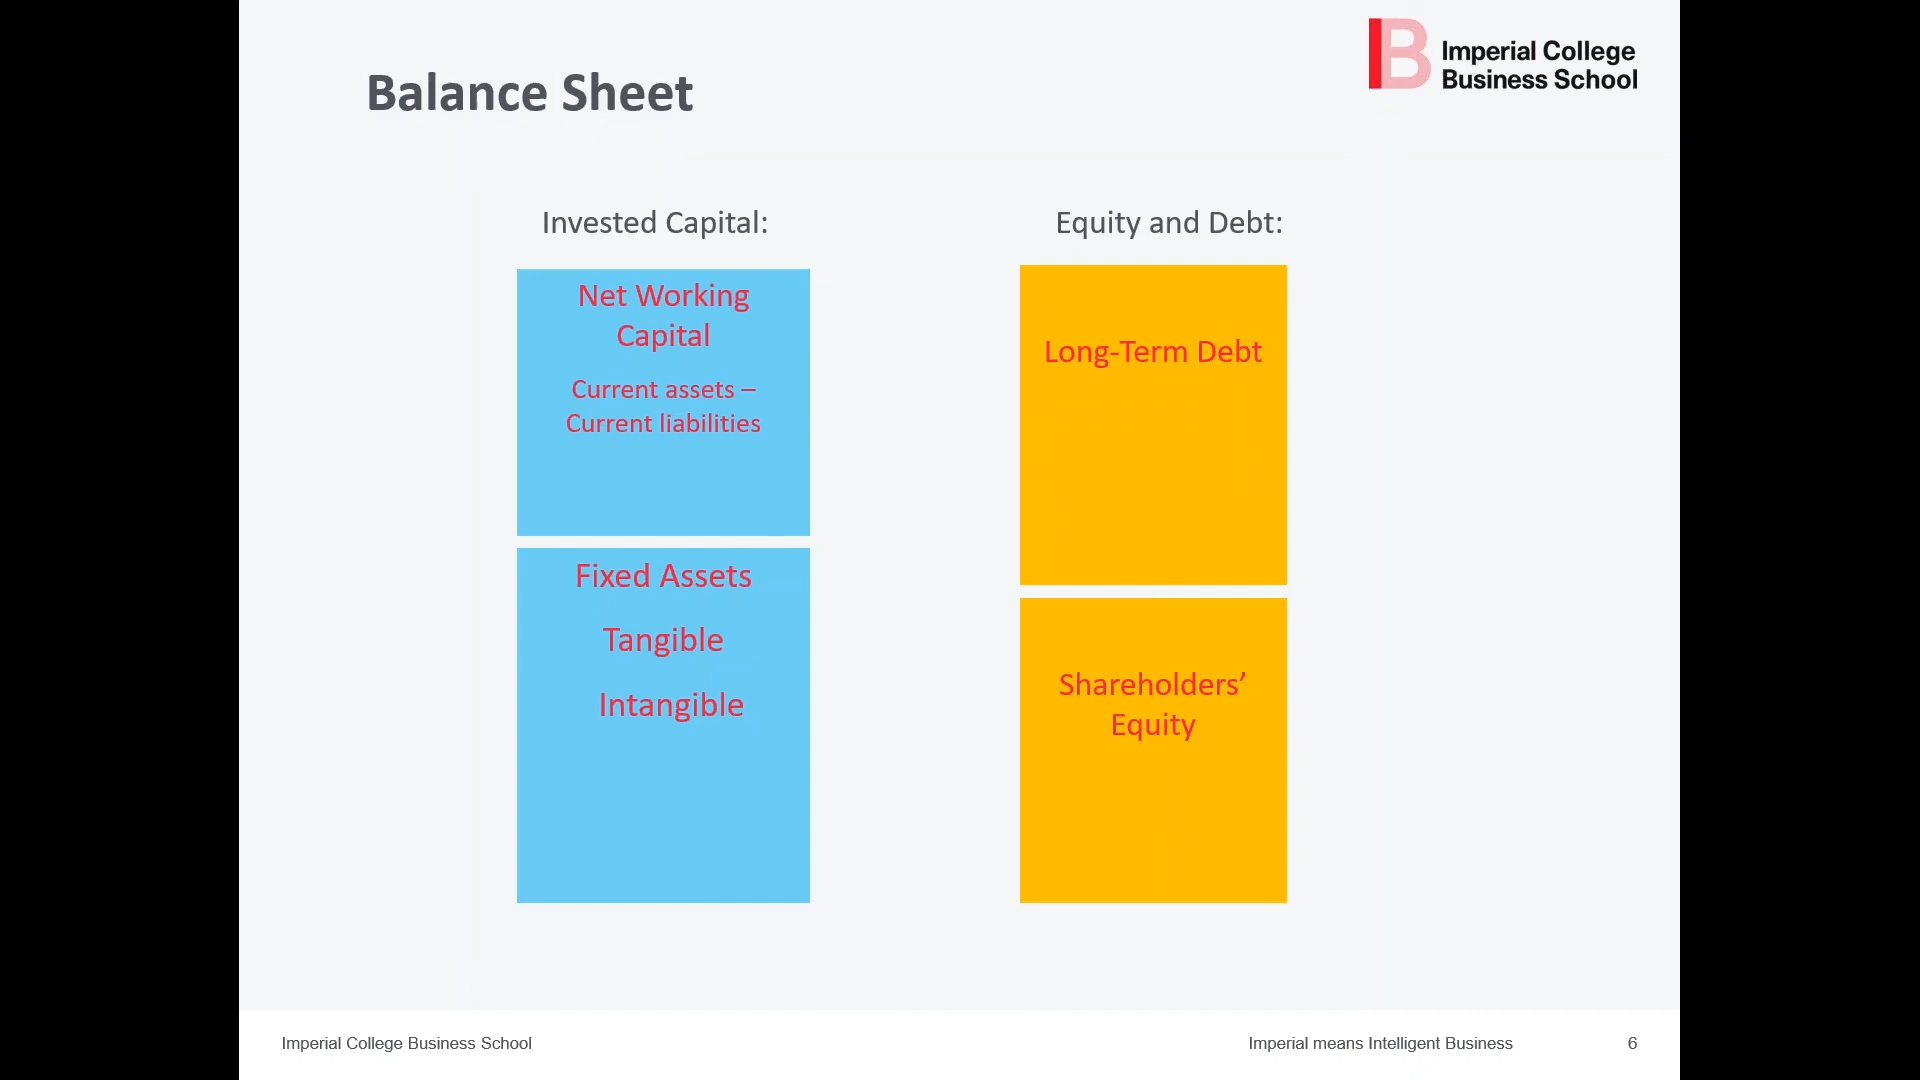 Imperial College
Business School
Balance Sheet
Invested Capital:
Net Working
Capital
Current assets –
Current liabilities
Fixed Assets
Tangible
Intangible
Equity and Debt:
Long-Term Debt
Shareholders’
Equity
Imperial College Business School
Imperial means Intelligent Business
6